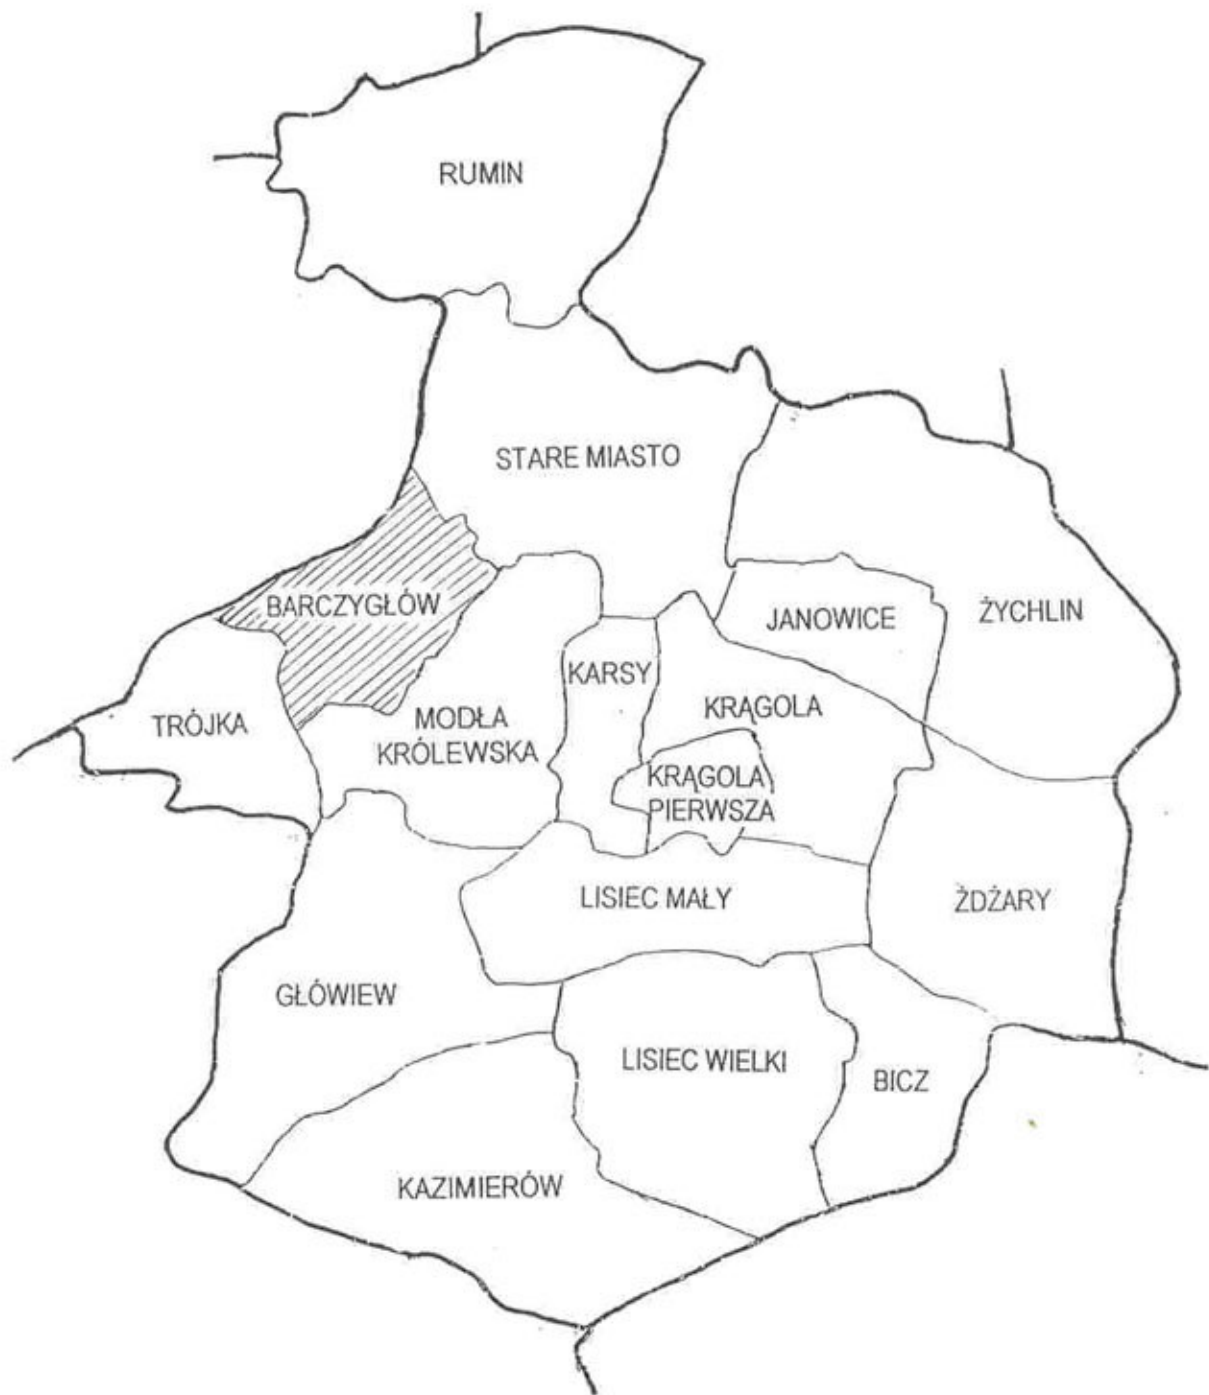 RUMIN
STARE MIASTO
BARCZYGŁÓW
JANOWICE
ŻYCHLIN
KARSY
TRÓJKA
MODŁA
KRÓLEWSKA
KRĄGOLA
KRĄGOLA
PIERWSZA
LISIEC MAŁY
ŻDŻARY
GŁÓWIEW
LISIEC WIELKI
BICZ
KAZIMIERÓW